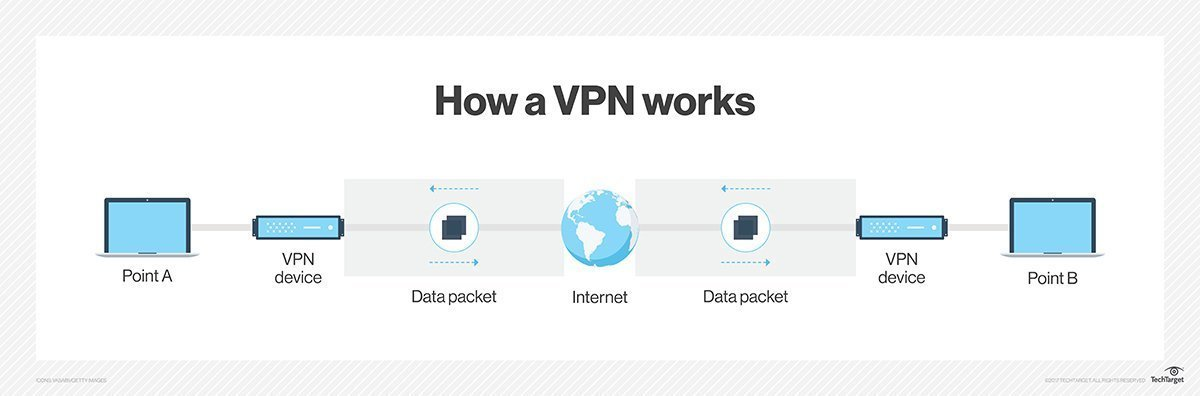 How a VPN works
Point A
VPN
device
Data packet
Internet
Data packet
VPN
device
Point B
ICONS: VASABII/GETTY IMAGES
©2017 TECHTARGET. ALL RIGHTS RESERVED
TechTarget